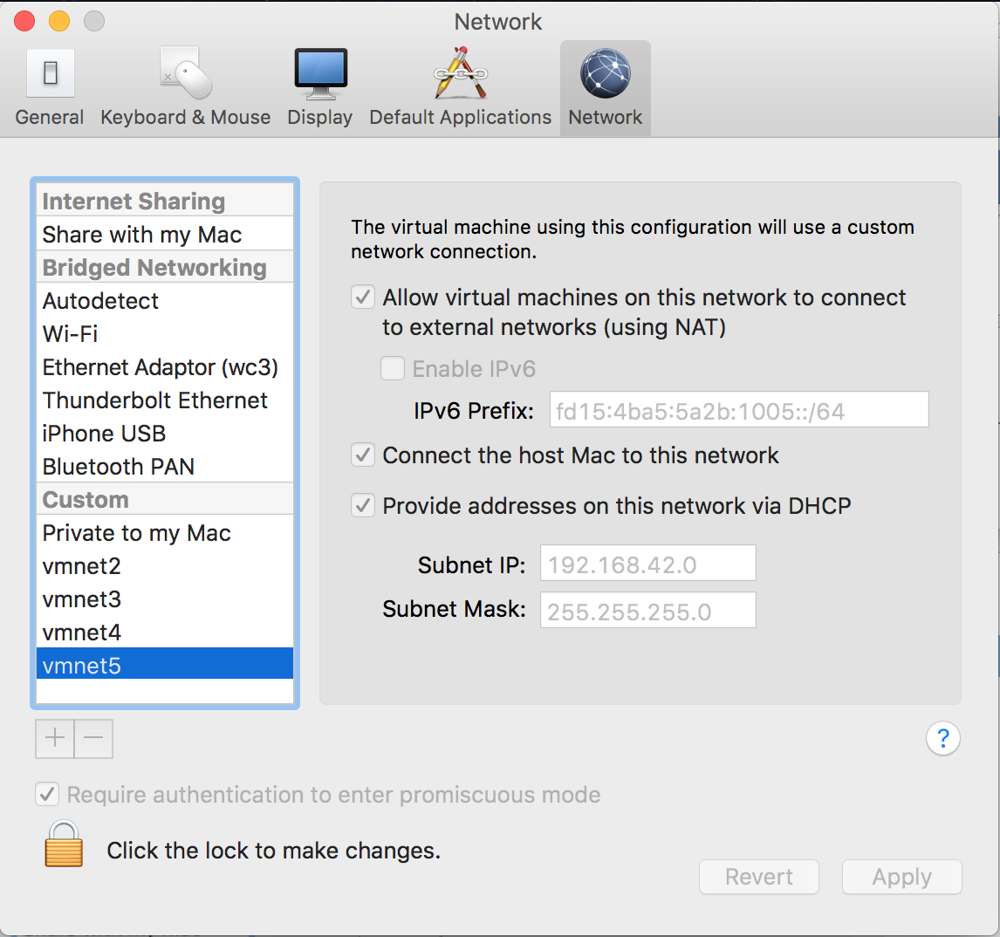 Network
General
Keyboard & Mouse
Display
Default Applications
Network
Internet Sharing
Share with my Mac
Bridged Networking
Autodetect
Wi-Fi
Ethernet Adaptor (wc3)
Thunderbolt Ethernet
iPhone USB
Bluetooth PAN
Custom
Private to my Mac
vmnet2
vmnet3
vmnet4
vmnet5
The virtual machine using this configuration will use a custom
network connection.
Allow virtual machines on this network to connect
to external networks (using NAT)
Enable IPv6
IPv6 Prefix: fd15:4ba5:5a2b:1005::/64
Connect the host Mac to this network
Provide addresses on this network via DHCP
Subnet IP: 192.168.42.0
Subnet Mask: 255.255.255.0
?
Require authentication to enter promiscuous mode
Click the lock to make changes.
Revert
Apply